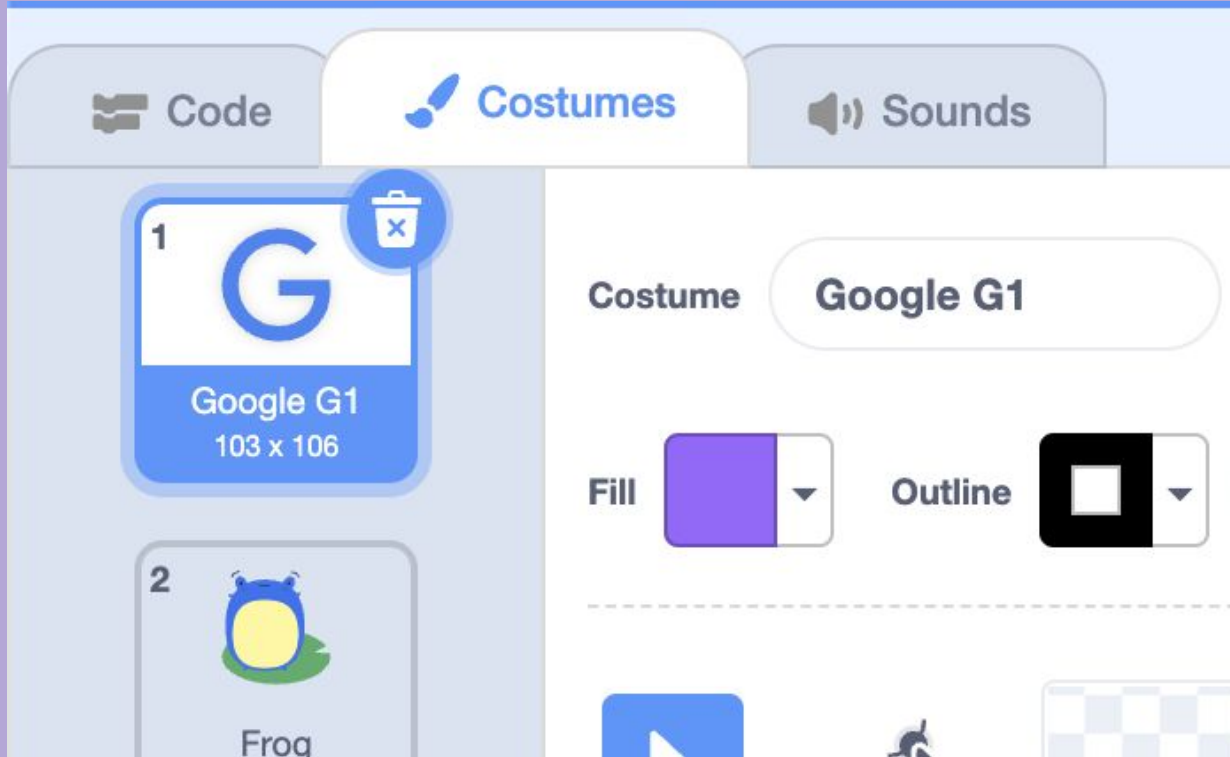 Code
Costumes
Sounds
1
G
Google G1
103 x 106
Costume
Google G1
Fill
Outline
2
Frog